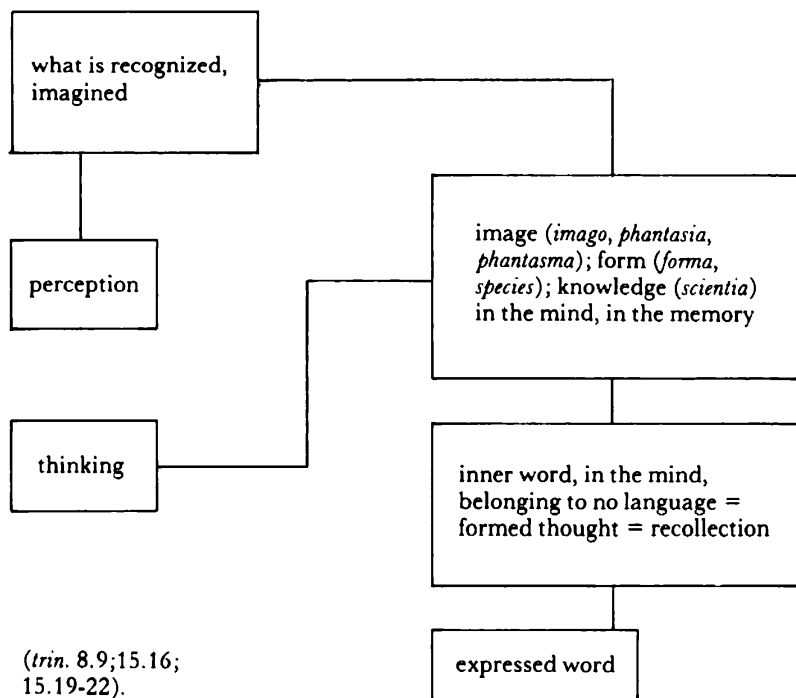 what is recognized,
imagined
perception
image (imago, phantasia,
phantasma); form (forma,
species); knowledge (scientia)
in the mind, in the memory
thinking
inner word, in the mind,
belonging to no language =
formed thought = recollection
expressed word
(trin. 8.9;15.16;
15.19-22).